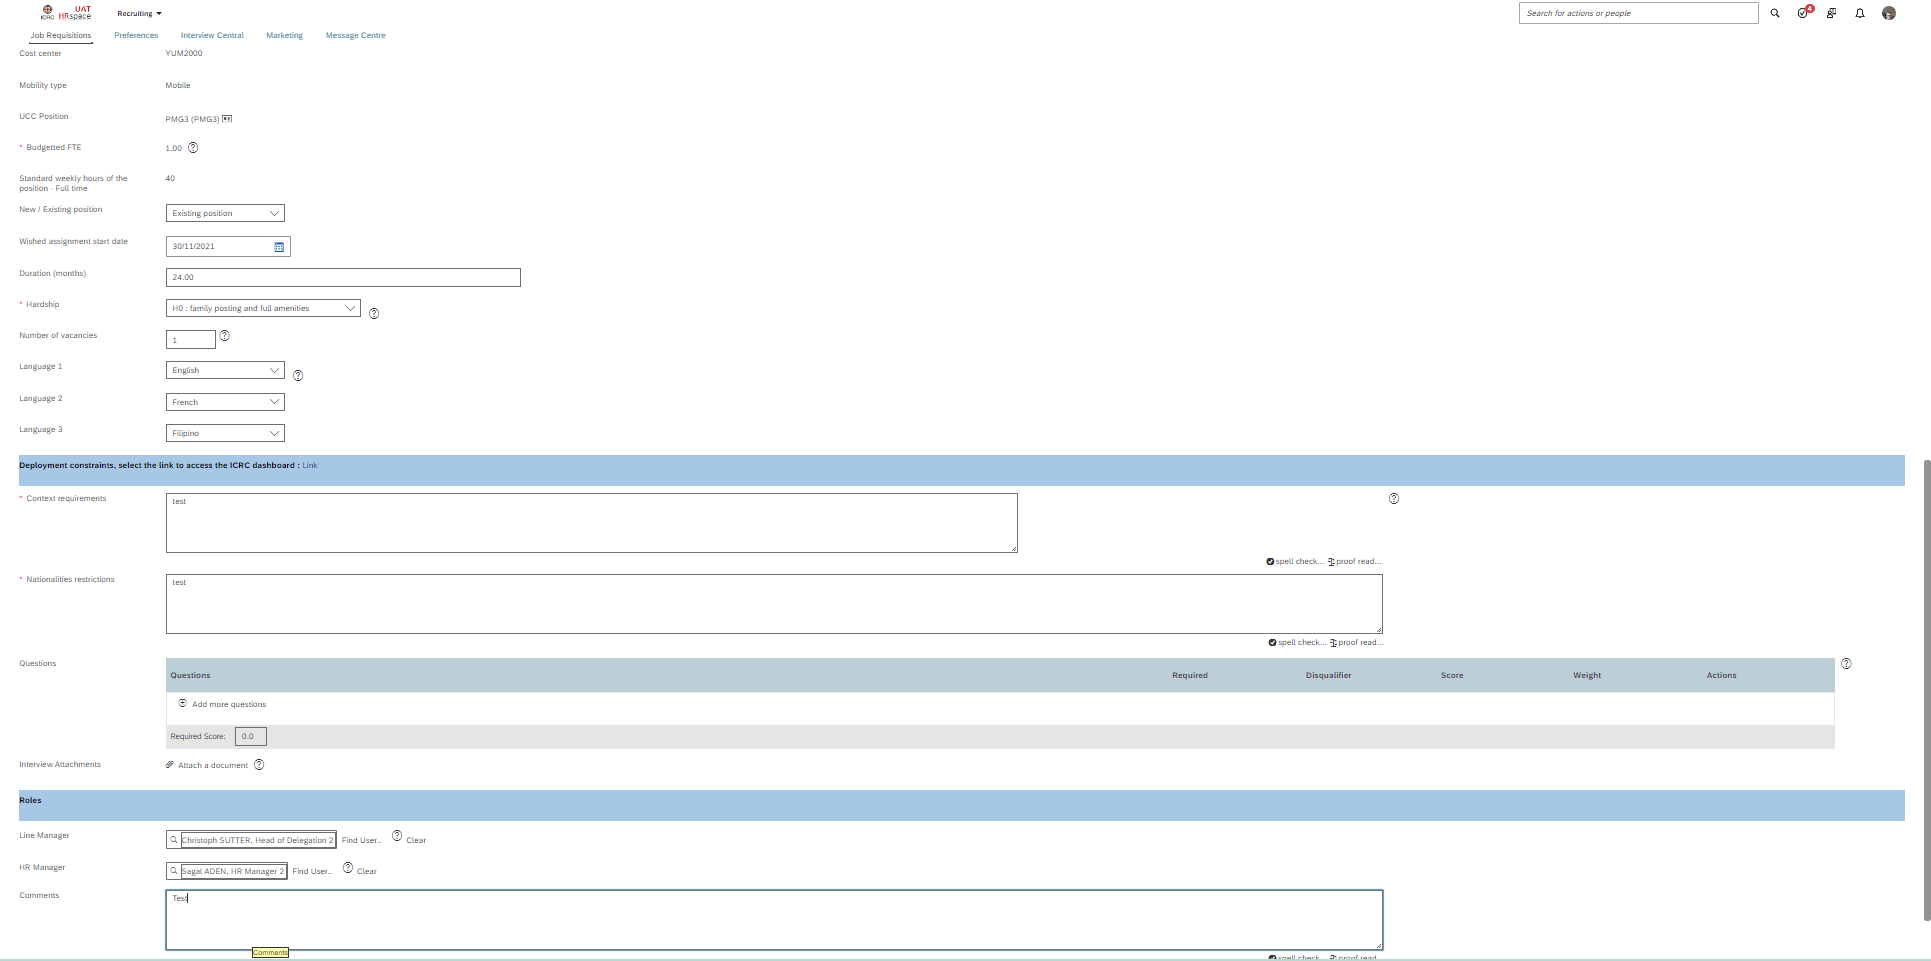 ICRC UAT HRspace Recruiting Search for actions or people 4
Job Requisitions Preferences Interview Central Marketing Message Centre
Cost center YUM2000
Mobility type Mobile
UCC Position PMG3 (PMG3)
* Budgetted FTE 1.00
Standard weekly hours of the position - Full time 40
New / Existing position Existing position
Wished assignment start date 30/11/2021
Duration (months) 24.00
* Hardship H0 : family posting and full amenities
Number of vacancies 1
Language 1 English
Language 2 French
Language 3 Filipino
Deployment constraints, select the link to access the ICRC dashboard : Link
* Context requirements test
spell check... proof read...
* Nationalities restrictions test
spell check... proof read...
Questions
Questions Required Disqualifier Score Weight Actions
Add more questions
Required Score: 0.0
Interview Attachments Attach a document
Roles
Line Manager Christoph SUTTER, Head of Delegation 2 Find User.. Clear
HR Manager Sagal ADEN, HR Manager 2 Find User.. Clear
Comments Test
Comments
spell check... proof read...